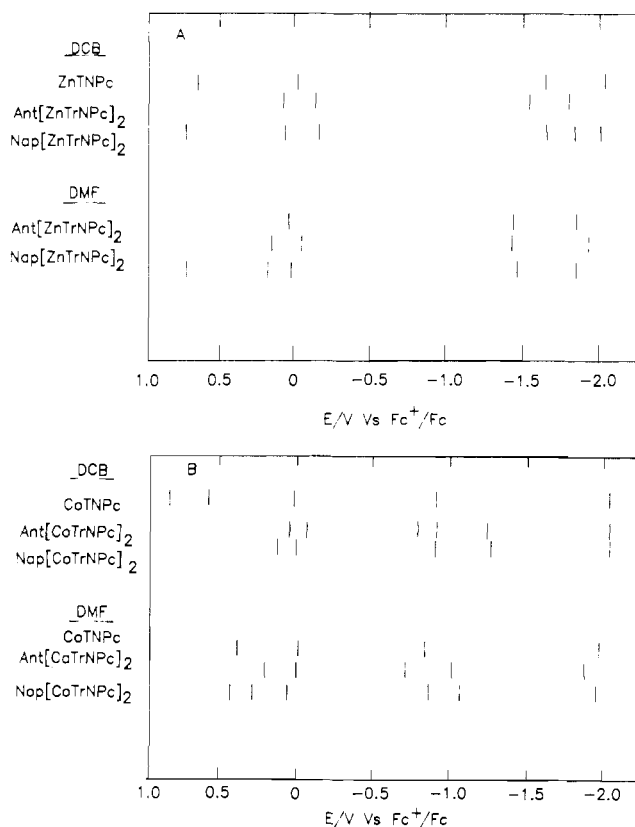 A
DCB
ZnTNPc
Ant[ZnTrNPc]2
Nap[ZnTrNPc]2
DMF
Ant[ZnTrNPc]2
Nap[ZnTrNPc]2
1.0 0.5 0 -0.5 -1.0 -1.5 -2.0
E/V Vs Fc+/Fc
B
DCB
CoTNPc
Ant[CoTrNPc]2
Nap[CoTrNPc]2
DMF
CoTNPc
Ant[CoTrNPc]2
Nap[CoTrNPc]2
1.0 0.5 0 -0.5 -1.0 -1.5 -2.0
E/V Vs Fc+/Fc